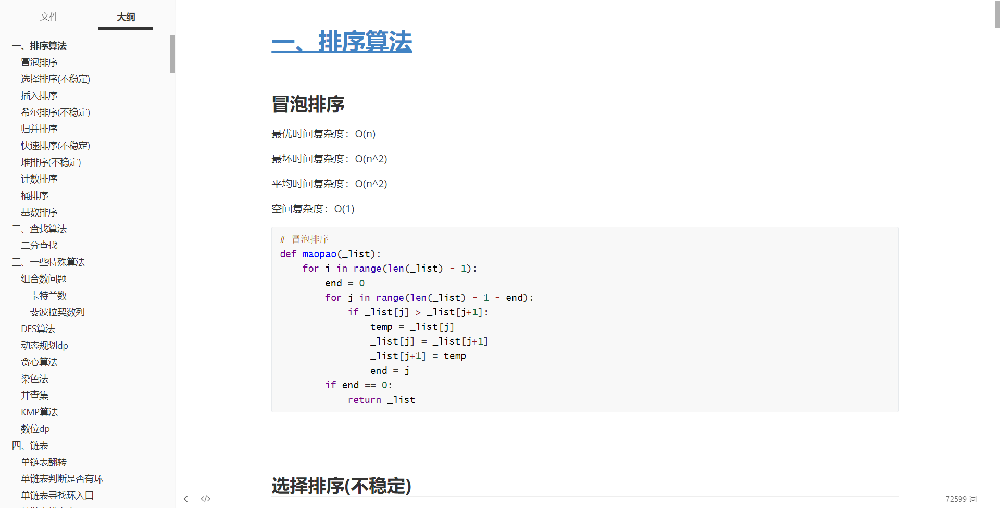 文件
大纲
一、排序算法
冒泡排序
选择排序(不稳定)
插入排序
希尔排序(不稳定)
归并排序
快速排序(不稳定)
堆排序(不稳定)
计数排序
桶排序
基数排序
二、查找算法
二分查找
三、一些特殊算法
组合数问题
卡特兰数
斐波拉契数列
DFS算法
动态规划dp
贪心算法
染色法
并查集
KMP算法
数位dp
四、链表
单链表翻转
单链表判断是否有环
单链表寻找环入口
一、排序算法
冒泡排序
最优时间复杂度：O(n)
最坏时间复杂度：O(n^2)
平均时间复杂度：O(n^2)
空间复杂度：O(1)
# 冒泡排序
def maopao(_list):
    for i in range(len(_list) - 1):
        end = 0
        for j in range(len(_list) - 1 - end):
            if _list[j] > _list[j+1]:
                temp = _list[j]
                _list[j] = _list[j+1]
                _list[j+1] = temp
                end = j
        if end == 0:
            return _list
选择排序(不稳定)
</>
72599 词